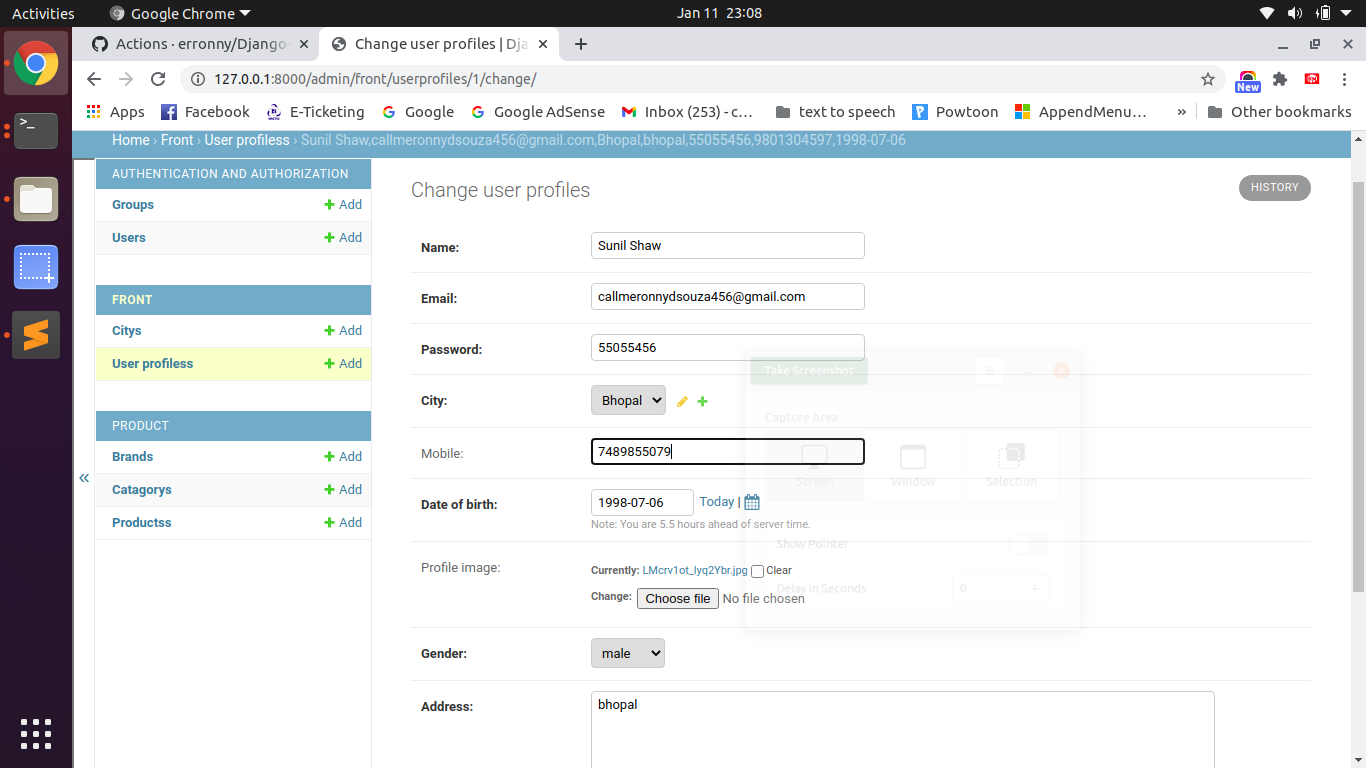 Activities Google Chrome Jan 11 23:08
Actions · erronny/Django- Change user profiles | Dja
127.0.0.1:8000/admin/front/userprofiles/1/change/ New
Apps Facebook E-Ticketing Google Google AdSense Inbox (253) - c… text to speech Powtoon AppendMenu… » Other bookmarks
Home › Front › User profiless › Sunil Shaw,callmeronnydsouza456@gmail.com,Bhopal,bhopal,55055456,9801304597,1998-07-06
AUTHENTICATION AND AUTHORIZATION
Groups Add
Users Add
FRONT
Citys Add
User profiless Add
PRODUCT
Brands Add
Catagorys Add
Productss Add
«
Change user profiles HISTORY
Name: Sunil Shaw
Email: callmeronnydsouza456@gmail.com
Password: 55055456
Take Screenshot
City: Bhopal
Capture Area
Mobile: 7489855079
Screen Window Selection
Date of birth: 1998-07-06 Today |
Note: You are 5.5 hours ahead of server time.
Show Pointer
Profile image: Currently: LMcrv1ot_lyq2Ybr.jpg Clear
Delay in Seconds 0 +
Change: Choose file No file chosen
Gender: male
Address: bhopal